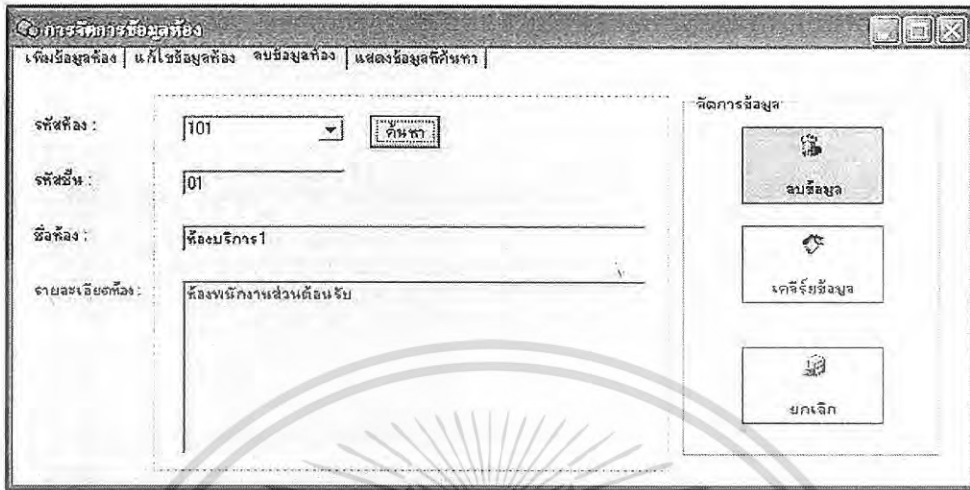 การจัดการข้อมูลห้อง
เพิ่มข้อมูลห้อง แก้ไขข้อมูลห้อง ลบข้อมูลห้อง แสดงข้อมูลที่ค้นหา
รหัสห้อง : 101 ค้นหา
รหัสชั้น : 01
ชื่อห้อง : ห้องบริการ1
รายละเอียดห้อง : ห้องพนักงานส่วนต้อนรับ
จัดการข้อมูล
ลบข้อมูล
เคลียร์ข้อมูล
ยกเลิก